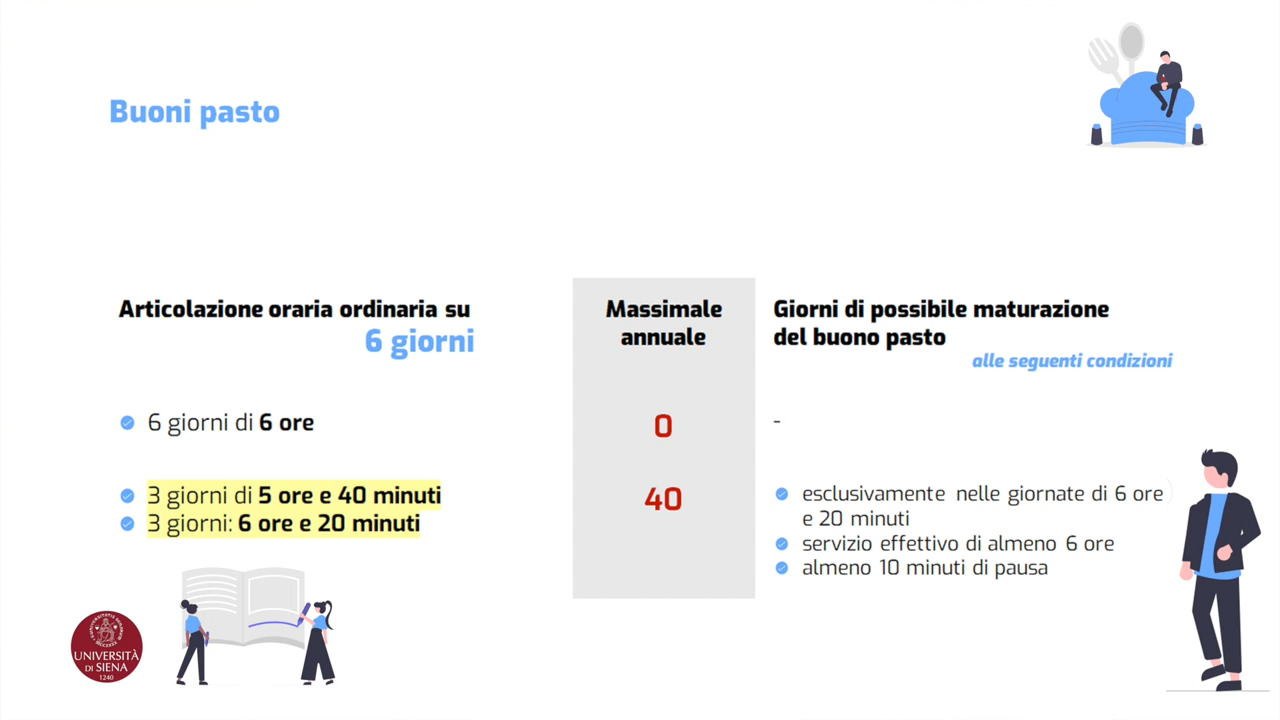 Buoni pasto
Articolazione oraria ordinaria su
6 giorni
Massimale
annuale
Giorni di possibile maturazione
del buono pasto
alle seguenti condizioni
6 giorni di 6 ore
0
-
3 giorni di 5 ore e 40 minuti
3 giorni: 6 ore e 20 minuti
40
esclusivamente nelle giornate di 6 ore
e 20 minuti
servizio effettivo di almeno 6 ore
almeno 10 minuti di pausa
UNIVERSITÀ
DI SIENA
1240